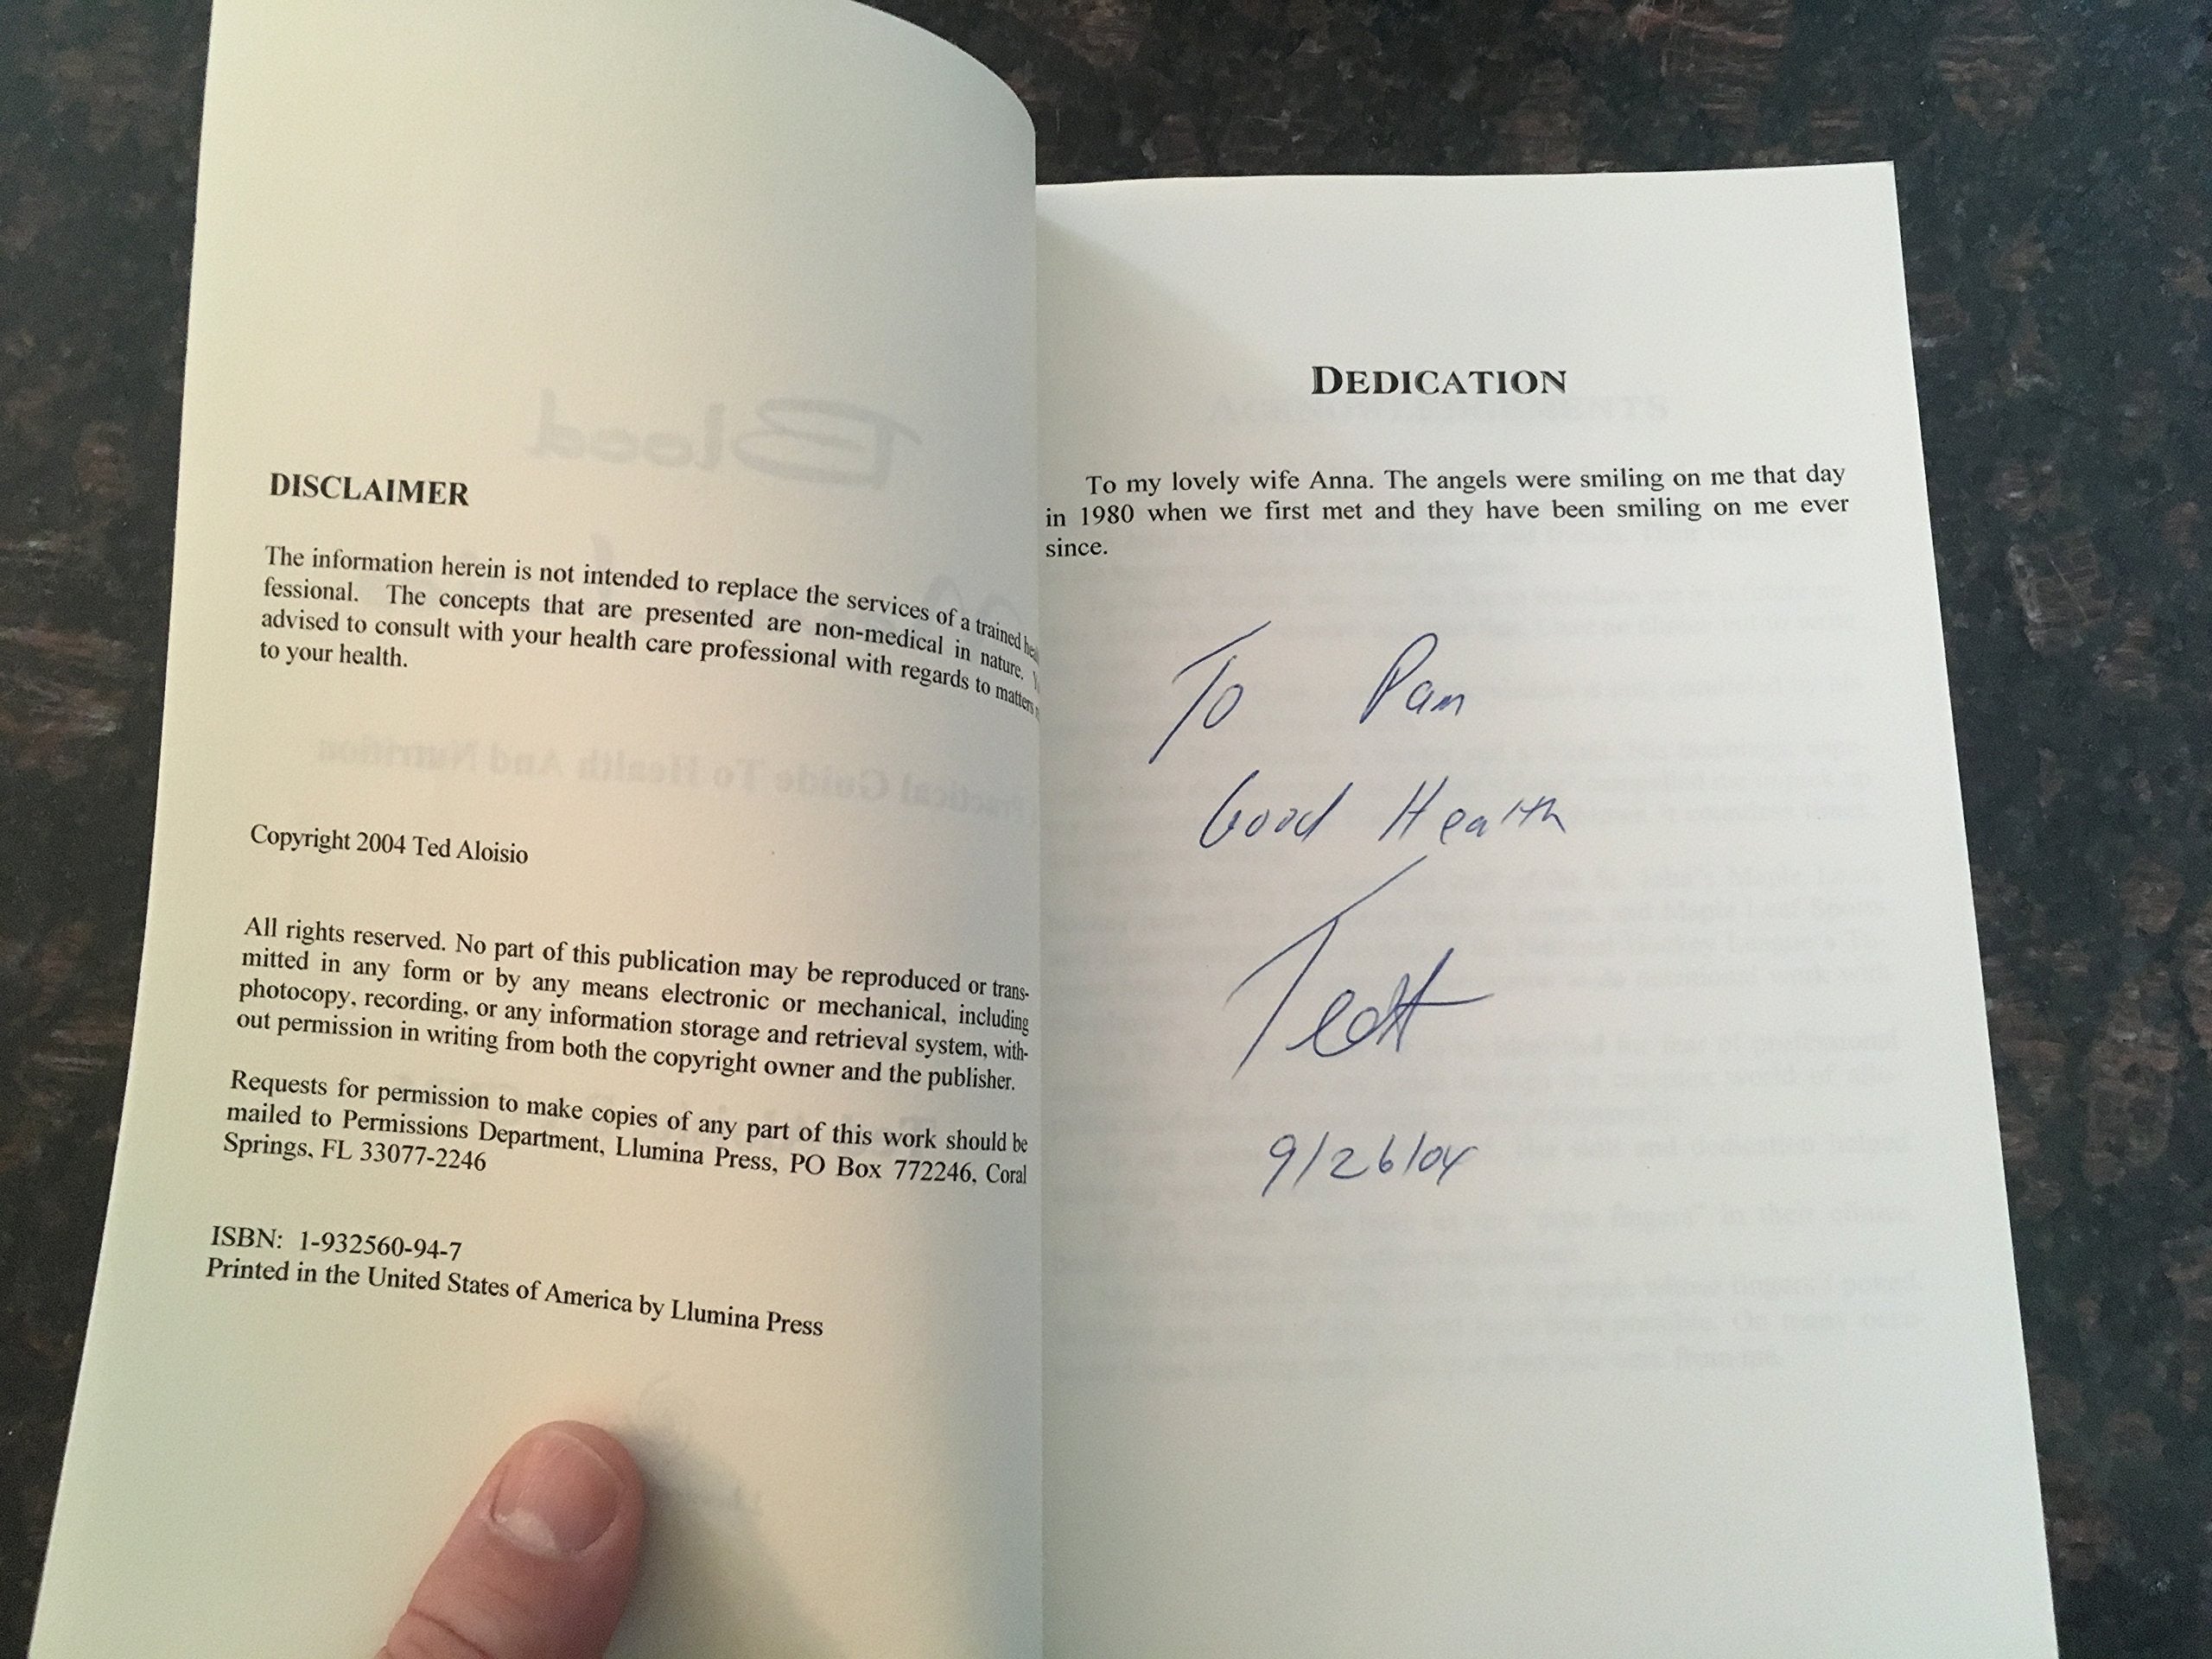 DISCLAIMER
The information herein is not intended to replace the services of a trained
fessional. The concepts that are presented are non-medical in nature.
advised to consult with your health care professional with regards to matters
to your health.
Copyright 2004 Ted Aloisio
All rights reserved. No part of this publication may be reproduced or trans-
mitted in any form or by any means electronic or mechanical, including
photocopy, recording, or any information storage and retrieval system, with-
out permission in writing from both the copyright owner and the publisher.
Requests for permission to make copies of any part of this work should be
mailed to Permissions Department, Llumina Press, PO Box 772246, Coral
Springs, FL 33077-2246
ISBN: 1-932560-94-7
Printed in the United States of America by Llumina Press
DEDICATION
To my lovely wife Anna. The angels were smiling on me that day
in 1980 when we first met and they have been smiling on me ever
since.
To Pam
Good Health
Ted
9/26/04